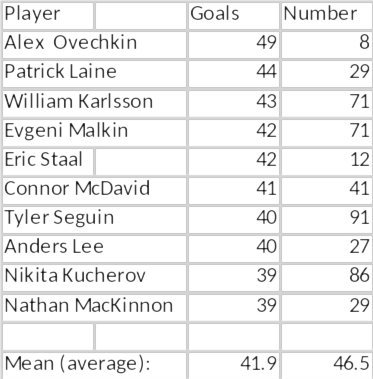 Player Goals Number
Alex Ovechkin 49 8
Patrick Laine 44 29
William Karlsson 43 71
Evgeni Malkin 42 71
Eric Staal 42 12
Connor McDavid 41 41
Tyler Seguin 40 91
Anders Lee 40 27
Nikita Kucherov 39 86
Nathan MacKinnon 39 29
Mean (average): 41.9 46.5